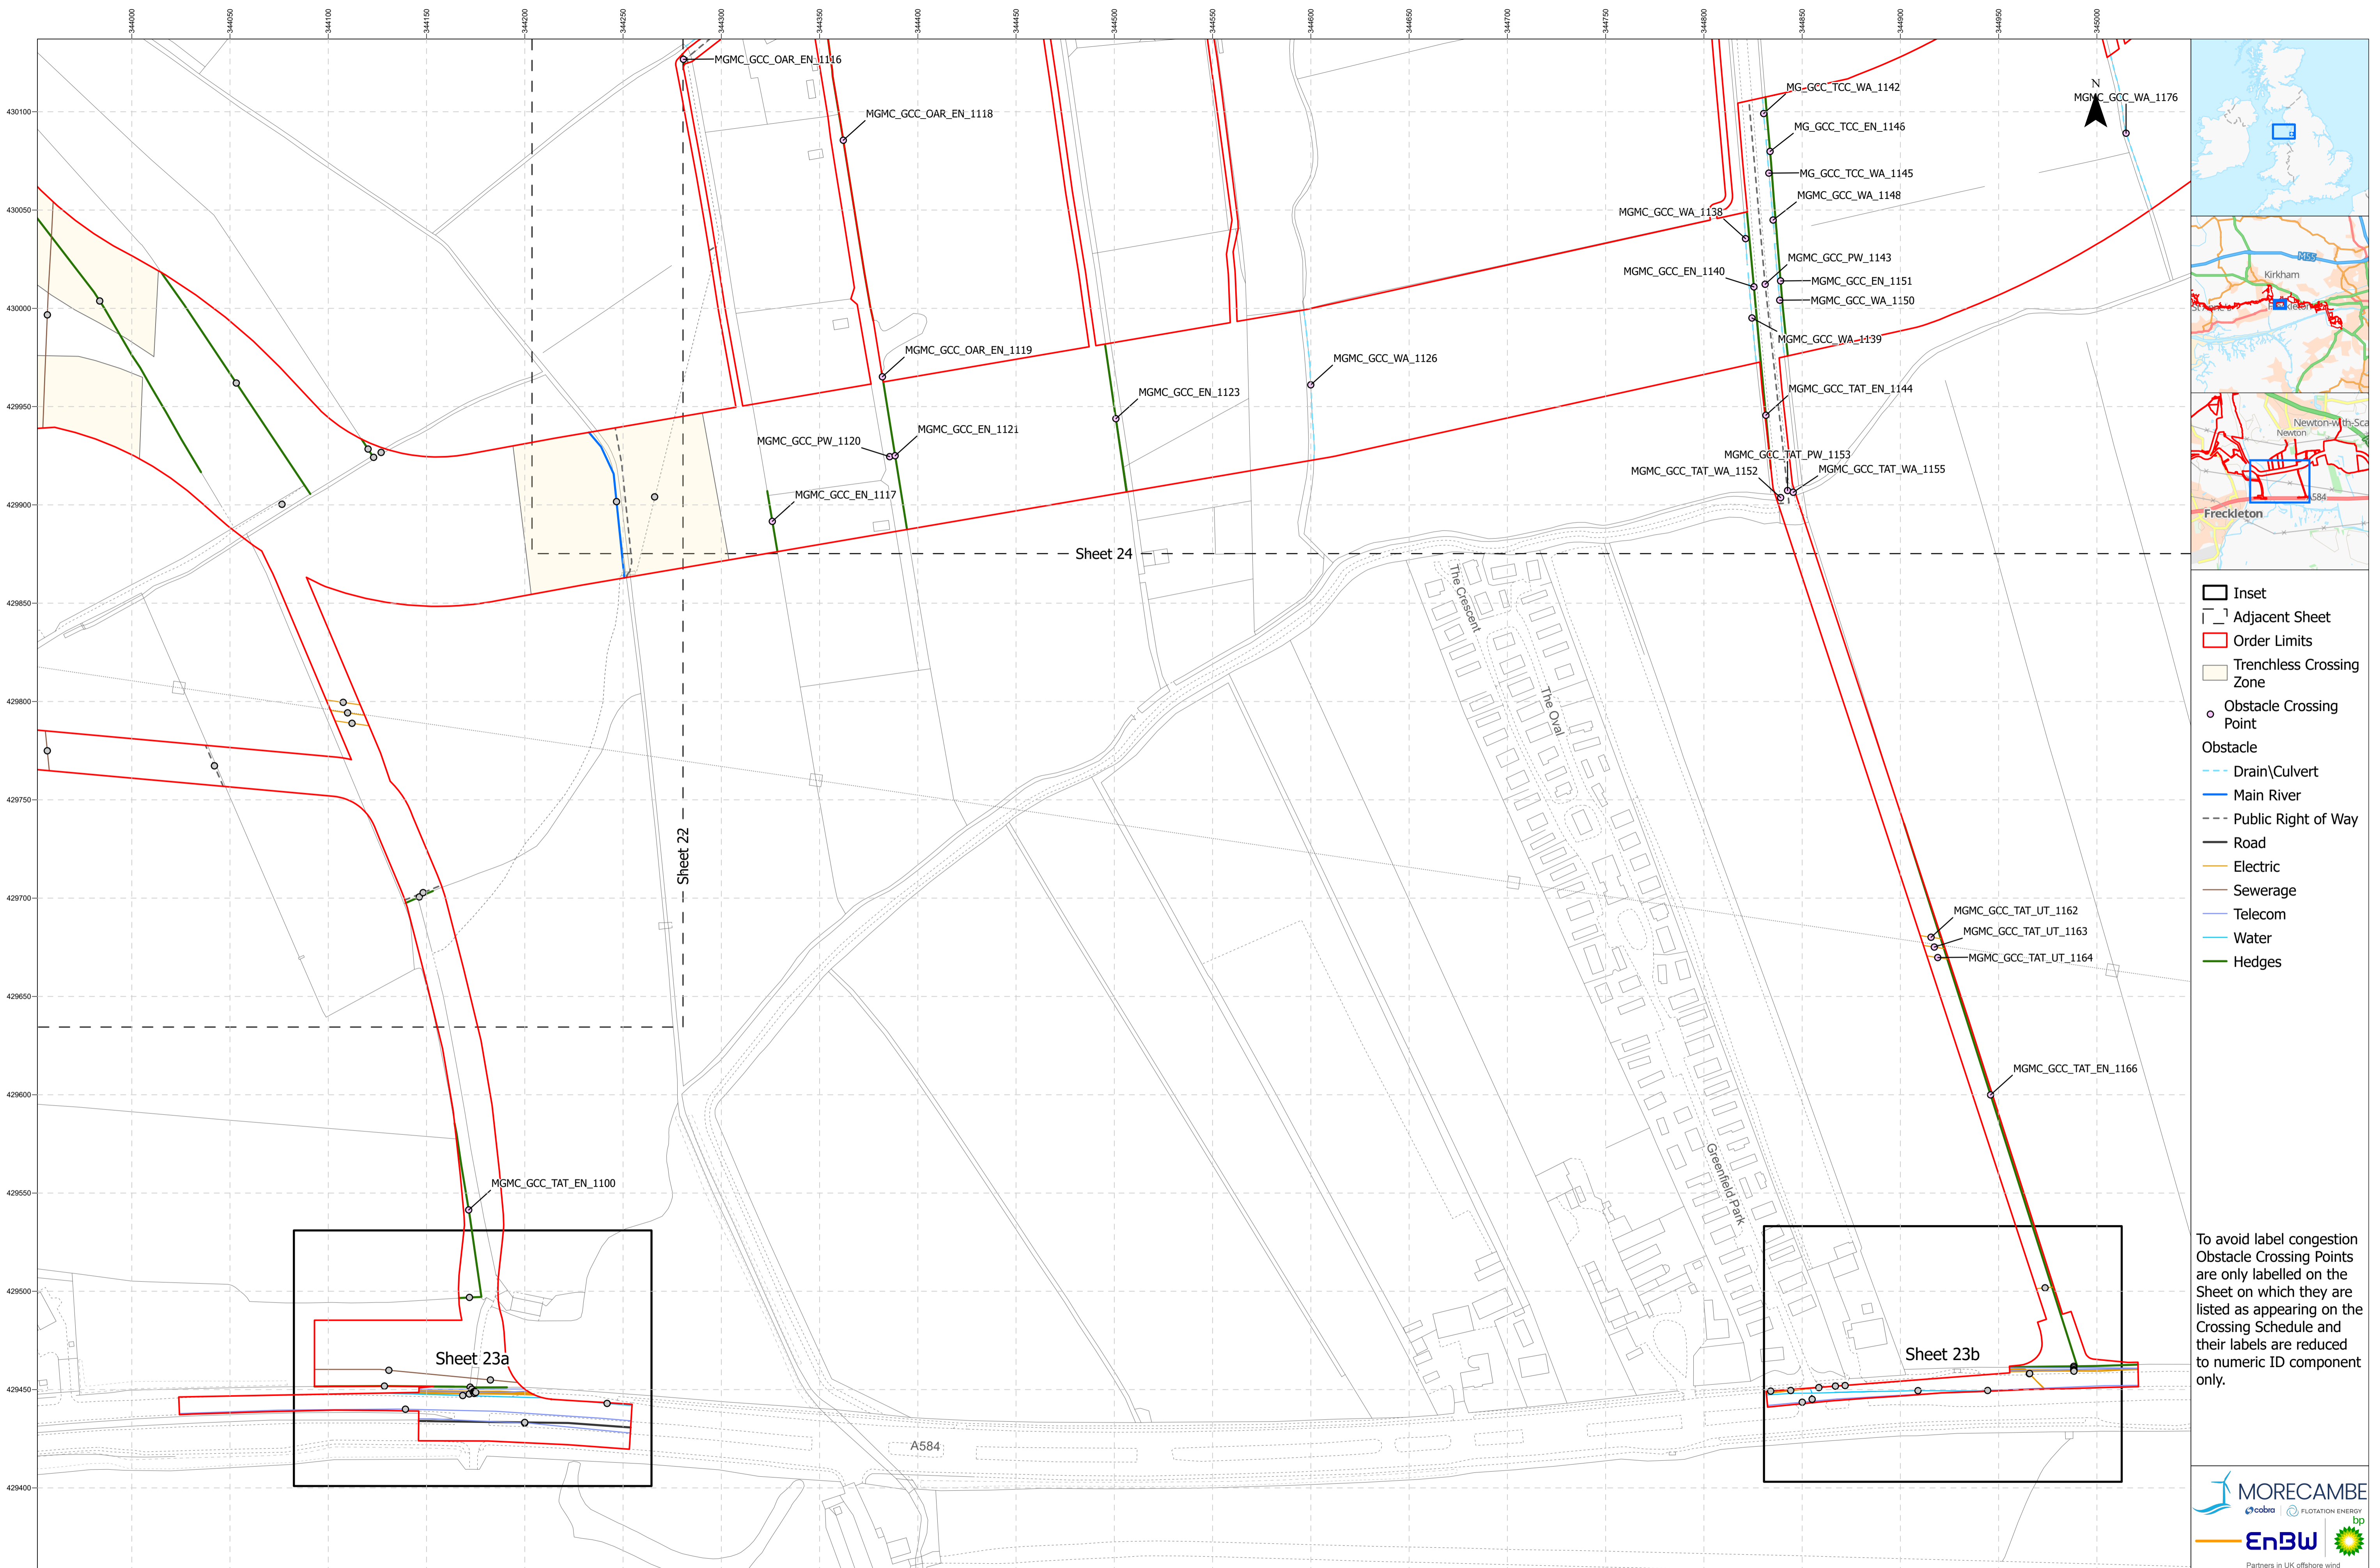 344000
344050
344100
344150
344200
344250
344300
344350
344400
344450
344500
344550
344600
344650
344700
344750
344800
344850
344900
344950
345000
430100
430050
430000
429950
429900
429850
429800
429750
429700
429650
429600
429550
429500
429450
429400
MGMC_GCC_OAR_EN_1116
MGMC_GCC_OAR_EN_1118
MG_GCC_TCC_WA_1142
N
MGMC_GCC_WA_1176
MG_GCC_TCC_EN_1146
MG_GCC_TCC_WA_1145
MGMC_GCC_WA_1148
MGMC_GCC_WA_1138
MGMC_GCC_PW_1143
MGMC_GCC_EN_1140
MGMC_GCC_EN_1151
MGMC_GCC_WA_1150
MGMC_GCC_WA_1139
MGMC_GCC_OAR_EN_1119
MGMC_GCC_WA_1126
MGMC_GCC_EN_1123
MGMC_GCC_TAT_EN_1144
MGMC_GCC_EN_1121
MGMC_GCC_PW_1120
MGMC_GCC_TAT_PW_1153
MGMC_GCC_TAT_WA_1152
MGMC_GCC_TAT_WA_1155
MGMC_GCC_EN_1117
Sheet 24
The Crescent
The Oval
Sheet 22
MGMC_GCC_TAT_UT_1162
MGMC_GCC_TAT_UT_1163
MGMC_GCC_TAT_UT_1164
MGMC_GCC_TAT_EN_1166
Greenfield Park
MGMC_GCC_TAT_EN_1100
Sheet 23a
Sheet 23b
A584
M55
Kirkham
Newton-with-Sca
Newton
A584
Freckleton
Inset
Adjacent Sheet
Order Limits
Trenchless Crossing
Zone
Obstacle Crossing
Point
Obstacle
Drain\Culvert
Main River
Public Right of Way
Road
Electric
Sewerage
Telecom
Water
Hedges
To avoid label congestion
Obstacle Crossing Points
are only labelled on the
Sheet on which they are
listed as appearing on the
Crossing Schedule and
their labels are reduced
to numeric ID component
only.
MORECAMBE
cobra
FLOTATION ENERGY
EnBW
bp
Partners in UK offshore wind